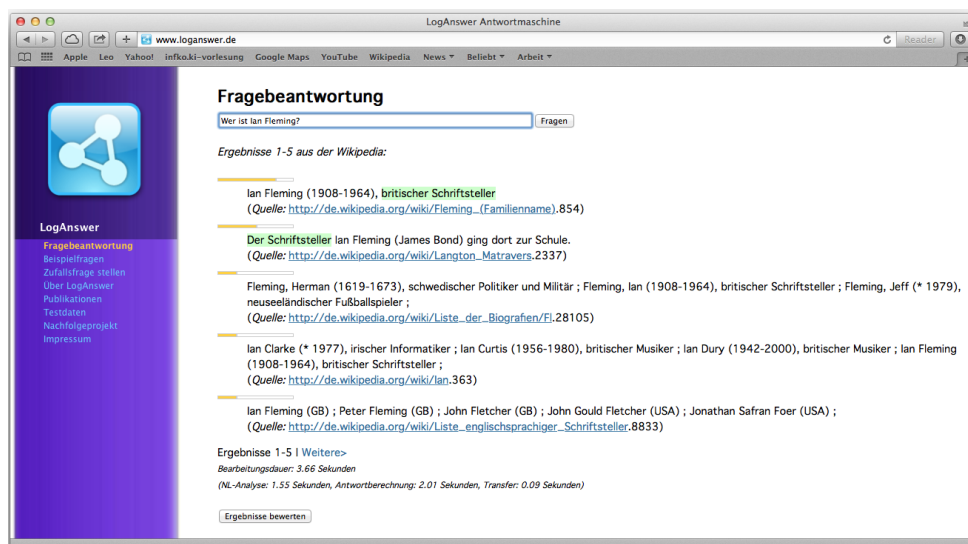 LogAnswer Antwortmaschine
www.loganswer.de
Reader
Apple Leo Yahoo! infko.ki-vorlesung Google Maps YouTube Wikipedia News Beliebt Arbeit
Fragebeantwortung
Wer ist Ian Fleming?
Fragen
Ergebnisse 1-5 aus der Wikipedia:
Ian Fleming (1908-1964), britischer Schriftsteller
(Quelle: http://de.wikipedia.org/wiki/Fleming_(Familienname).854)
Der Schriftsteller Ian Fleming (James Bond) ging dort zur Schule.
(Quelle: http://de.wikipedia.org/wiki/Langton_Matravers.2337)
Fleming, Herman (1619-1673), schwedischer Politiker und Militär ; Fleming, Ian (1908-1964), britischer Schriftsteller ; Fleming, Jeff (* 1979),
neuseeländischer Fußballspieler ;
(Quelle: http://de.wikipedia.org/wiki/Liste_der_Biografien/Fl.28105)
Ian Clarke (* 1977), irischer Informatiker ; Ian Curtis (1956-1980), britischer Musiker ; Ian Dury (1942-2000), britischer Musiker ; Ian Fleming
(1908-1964), britischer Schriftsteller ;
(Quelle: http://de.wikipedia.org/wiki/Ian.363)
Ian Fleming (GB) ; Peter Fleming (GB) ; John Fletcher (GB) ; John Gould Fletcher (USA) ; Jonathan Safran Foer (USA) ;
(Quelle: http://de.wikipedia.org/wiki/Liste_englischsprachiger_Schriftsteller.8833)
Ergebnisse 1-5 | Weitere>
Bearbeitungsdauer: 3.66 Sekunden
(NL-Analyse: 1.55 Sekunden, Antwortberechnung: 2.01 Sekunden, Transfer: 0.09 Sekunden)
Ergebnisse bewerten
LogAnswer
Fragebeantwortung
Beispielfragen
Zufallsfrage stellen
Über LogAnswer
Publikationen
Testdaten
Nachfolgeprojekt
Impressum